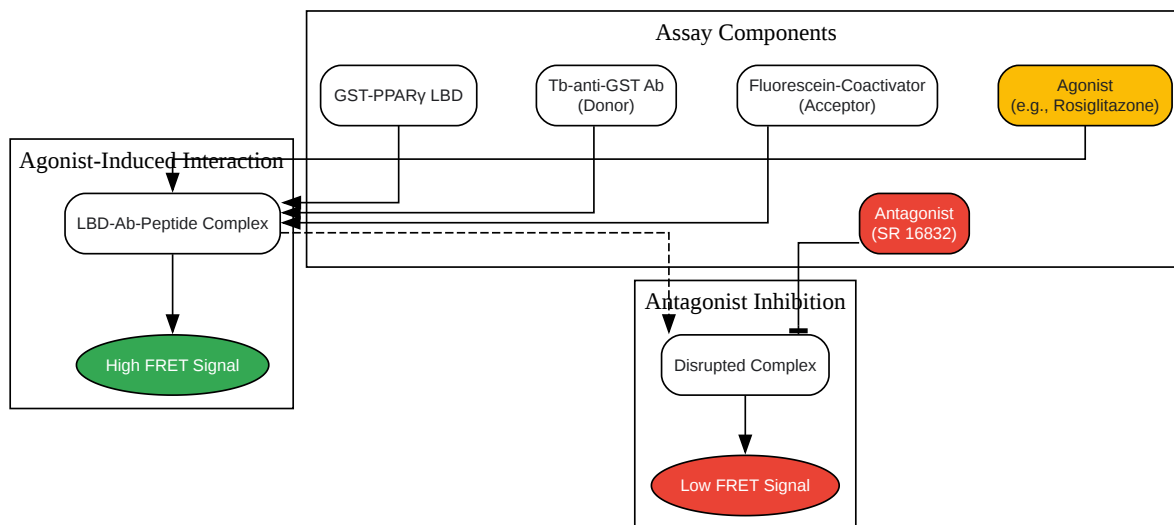 Assay Components
GST-PPARγ LBD
Tb-anti-GST Ab
(Donor)
Fluorescein-Coactivator
(Acceptor)
Agonist
(e.g., Rosiglitazone)
Agonist-Induced Interaction
LBD-Ab-Peptide Complex
Antagonist
(SR 16832)
Antagonist Inhibition
High FRET Signal
Disrupted Complex
Low FRET Signal